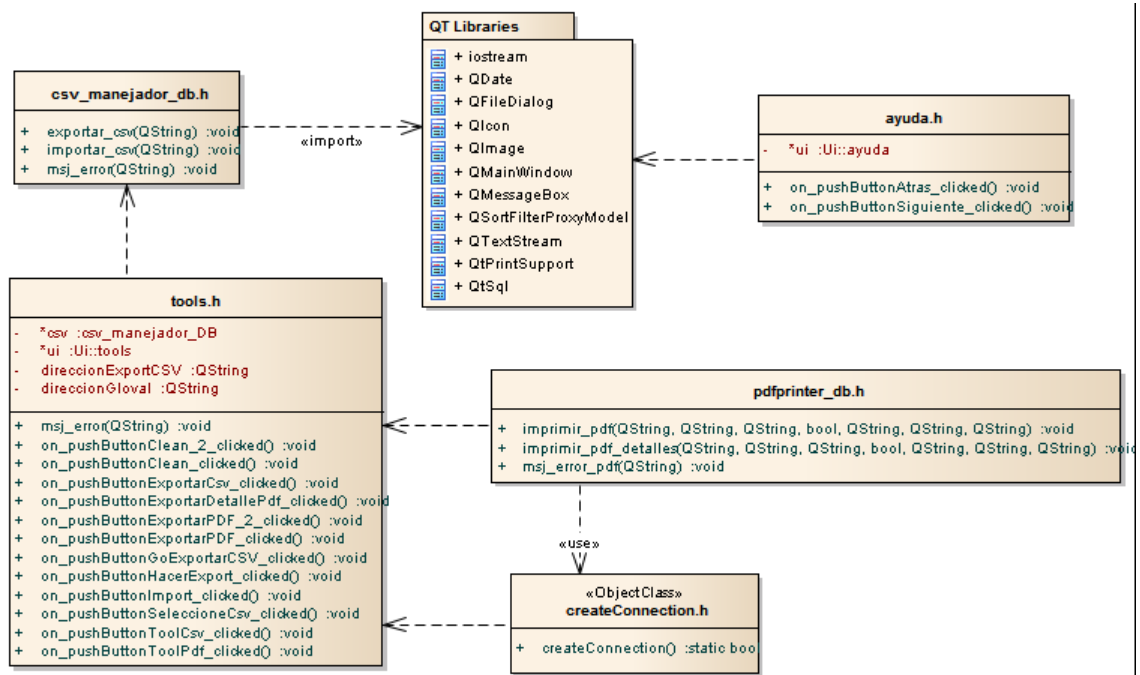 QT Libraries
+ iostream
+ QDate
+ QFileDialog
+ QIcon
+ QImage
+ QMainWindow
+ QMessageBox
+ QSortFilterProxyModel
+ QTextStream
+ QtPrintSupport
+ QtSql
csv_manejador_db.h
+ exportar_csv(QString) :void
+ importar_csv(QString) :void
+ msj_error(QString) :void
«import»
ayuda.h
- *ui :Ui::ayuda
+ on_pushButtonAtras_clicked() :void
+ on_pushButtonSiguiente_clicked() :void
tools.h
- *csv :csv_manejador_DB
- *ui :Ui::tools
- direccionExportCSV :QString
- direccionGloval :QString
+ msj_error(QString) :void
+ on_pushButtonClean_2_clicked() :void
+ on_pushButtonClean_clicked() :void
+ on_pushButtonExportarCsv_clicked() :void
+ on_pushButtonExportarDetallePdf_clicked() :void
+ on_pushButtonExportarPDF_2_clicked() :void
+ on_pushButtonExportarPDF_clicked() :void
+ on_pushButtonGoExportarCSV_clicked() :void
+ on_pushButtonHacerExport_clicked() :void
+ on_pushButtonImport_clicked() :void
+ on_pushButtonSeleccioneCsv_clicked() :void
+ on_pushButtonToolCsv_clicked() :void
+ on_pushButtonToolPdf_clicked() :void
pdfprinter_db.h
+ imprimir_pdf(QString, QString, QString, bool, QString, QString, QString) :void
+ imprimir_pdf_detalles(QString, QString, QString, bool, QString, QString, QString) :void
+ msj_error_pdf(QString) :void
«use»
«ObjectClass»
createConnection.h
+ createConnection() :static bool